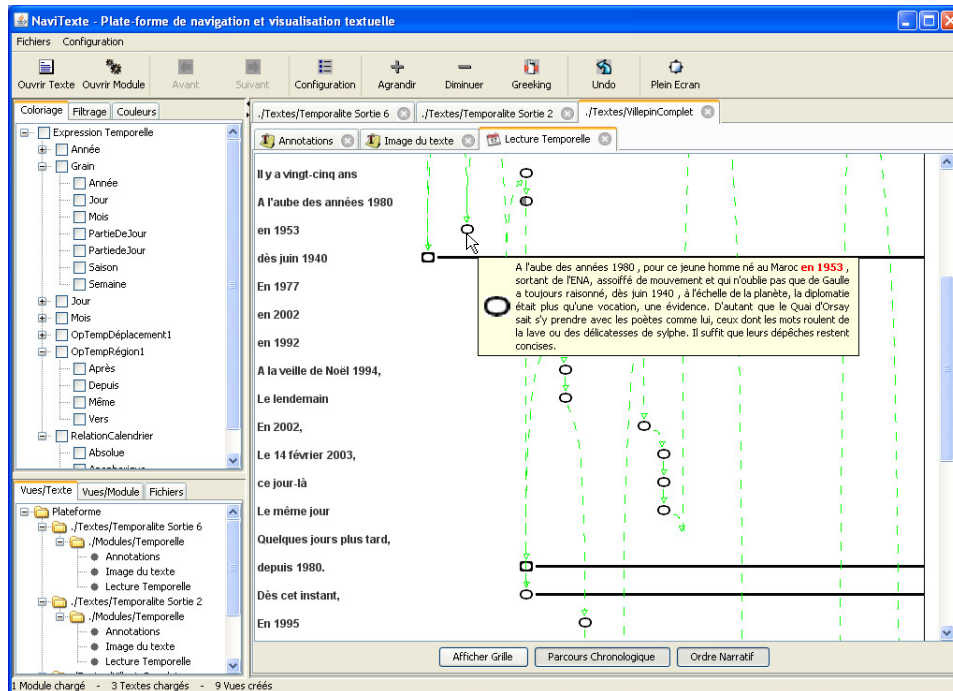 NaviTexte - Plate-forme de navigation et visualisation textuelle
Fichiers Configuration
Ouvrir Texte Ouvrir Module Avant Suivant Configuration Agrandir Diminuer Greeking Undo Plein Ecran
Coloriage Filtrage Couleurs
Expression Temporelle
Année
Grain
Année
Jour
Mois
PartieDeJour
PartiedeJour
Saison
Semaine
Jour
Mois
OpTempDéplacement1
OpTempRégion1
Après
Depuis
Même
Vers
RelationCalendrier
Absolue
Vues/Texte Vues/Module Fichiers
Plateforme
./Textes/Temporalite Sortie 6
./Modules/Temporelle
Annotations
Image du texte
Lecture Temporelle
./Textes/Temporalite Sortie 2
./Modules/Temporelle
Annotations
Image du texte
Lecture Temporelle
./Textes/Temporalite Sortie 6 ./Textes/Temporalite Sortie 2 ./Textes/VillepinComplet
Annotations Image du texte Lecture Temporelle
Il y a vingt-cinq ans
A l'aube des années 1980
en 1953
dès juin 1940
En 1977
en 2002
en 1992
A la veille de Noël 1994,
Le lendemain
En 2002,
Le 14 février 2003,
ce jour-là
Le même jour
Quelques jours plus tard,
depuis 1980.
Dès cet instant,
En 1995
A l'aube des années 1980 , pour ce jeune homme né au Maroc en 1953 ,
sortant de l'ENA, assoiffé de mouvement et qui n'oublie pas que de Gaulle
a toujours raisonné, dès juin 1940 , à l'échelle de la planète, la diplomatie
était plus qu'une vocation, une évidence. D'autant que le Quai d'Orsay
sait s'y prendre avec les poètes comme lui, ceux dont les mots roulent de
la lave ou des délicatesses de sylphe. Il suffit que leurs dépêches restent
concises.
Afficher Grille Parcours Chronologique Ordre Narratif
1 Module chargé - 3 Textes chargés - 9 Vues créés